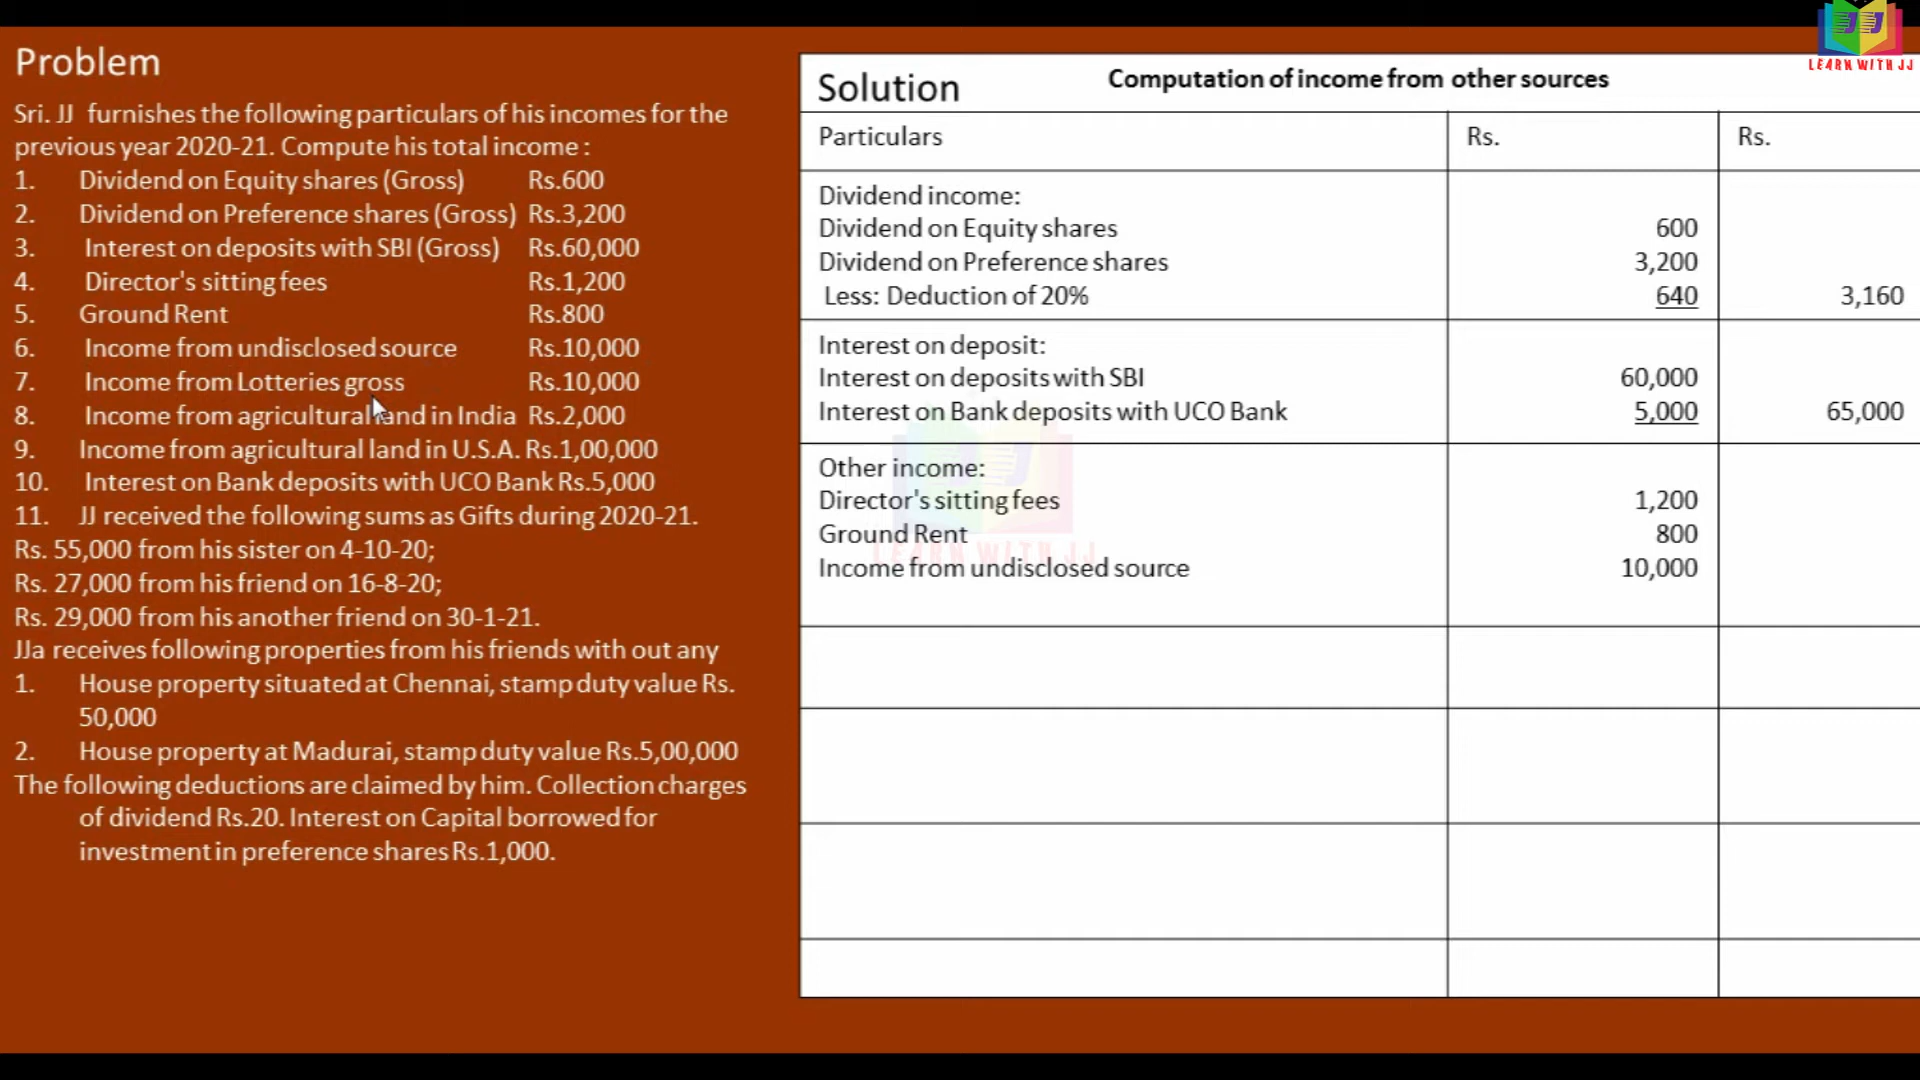 Problem
Sri. JJ furnishes the following particulars of his incomes for the
previous year 2020-21. Compute his total income :
1. Dividend on Equity shares (Gross) Rs.600
2. Dividend on Preference shares (Gross) Rs.3,200
3. Interest on deposits with SBI (Gross) Rs.60,000
4. Director's sitting fees Rs.1,200
5. Ground Rent Rs.800
6. Income from undisclosed source Rs.10,000
7. Income from Lotteries gross Rs.10,000
8. Income from agricultural land in India Rs.2,000
9. Income from agricultural land in U.S.A. Rs.1,00,000
10. Interest on Bank deposits with UCO Bank Rs.5,000
11. JJ received the following sums as Gifts during 2020-21.
Rs. 55,000 from his sister on 4-10-20;
Rs. 27,000 from his friend on 16-8-20;
Rs. 29,000 from his another friend on 30-1-21.
JJa receives following properties from his friends with out any
1. House property situated at Chennai, stamp duty value Rs.
50,000
2. House property at Madurai, stamp duty value Rs.5,00,000
The following deductions are claimed by him. Collection charges
of dividend Rs.20. Interest on Capital borrowed for
investment in preference shares Rs.1,000.
Solution Computation of income from other sources
Particulars Rs. Rs.
Dividend income:
Dividend on Equity shares 600
Dividend on Preference shares 3,200
Less: Deduction of 20% 640 3,160
Interest on deposit:
Interest on deposits with SBI 60,000
Interest on Bank deposits with UCO Bank 5,000 65,000
Other income:
Director's sitting fees 1,200
Ground Rent 800
Income from undisclosed source 10,000
JJ
LEARN WITH JJ
JJ
LEARN WITH JJ